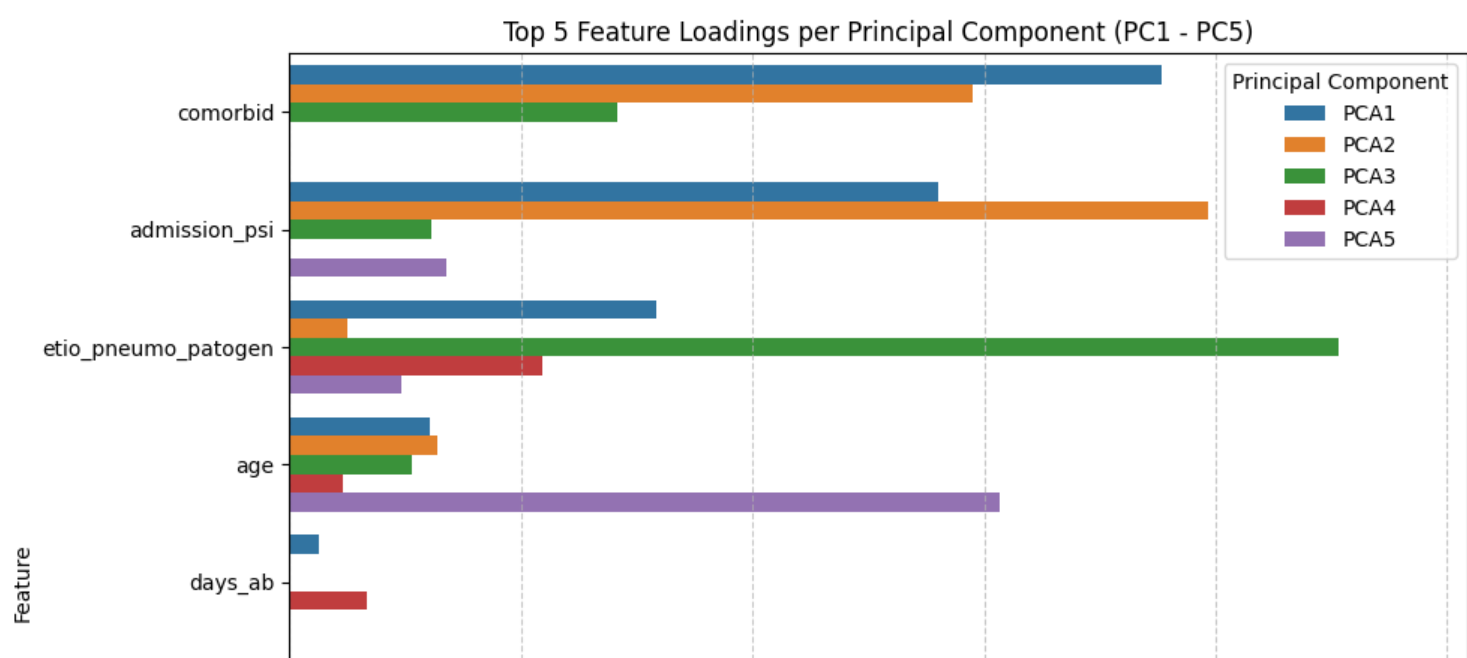 Top 5 Feature Loadings per Principal Component (PC1 - PC5)
Principal Component
PCA1
PCA2
PCA3
PCA4
PCA5
comorbid
admission_psi
etio_pneumo_patogen
age
days_ab
Feature